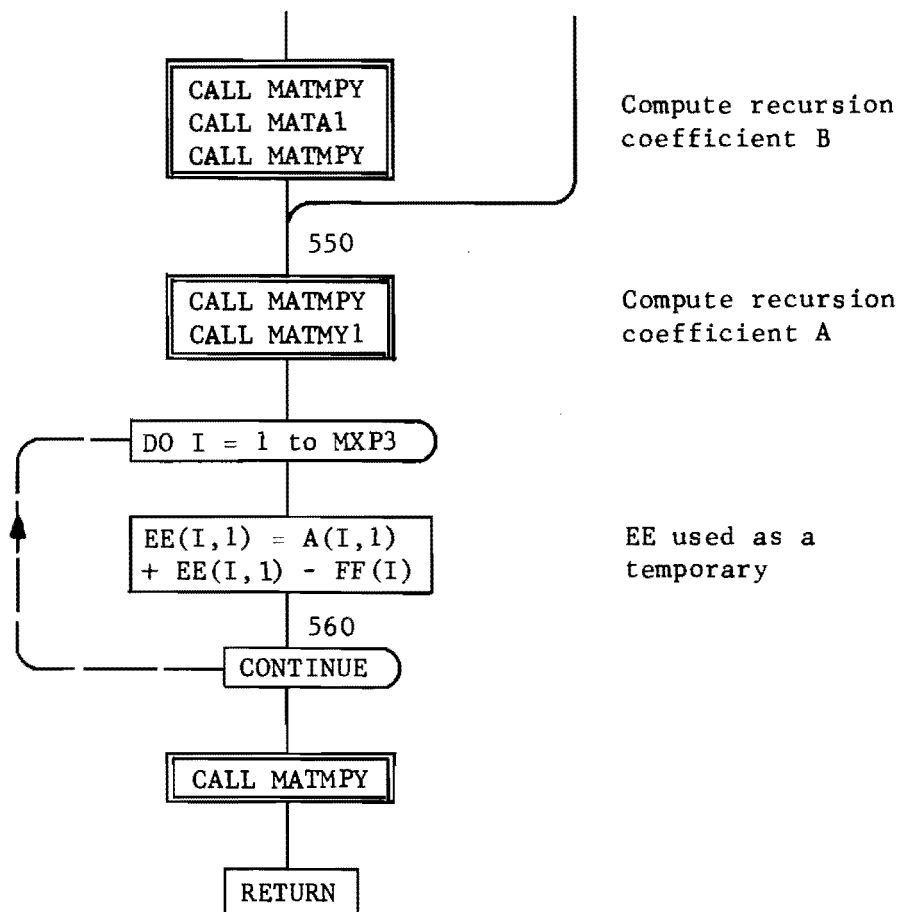 CALL MATMPY
CALL MATA1
CALL MATMPY
Compute recursion
coefficient B
550
CALL MATMPY
CALL MATMY1
Compute recursion
coefficient A
DO I = 1 to MXP3
EE(I,1) = A(I,1)
+ EE(I,1) - FF(I)
EE used as a
temporary
560
CONTINUE
CALL MATMPY
RETURN